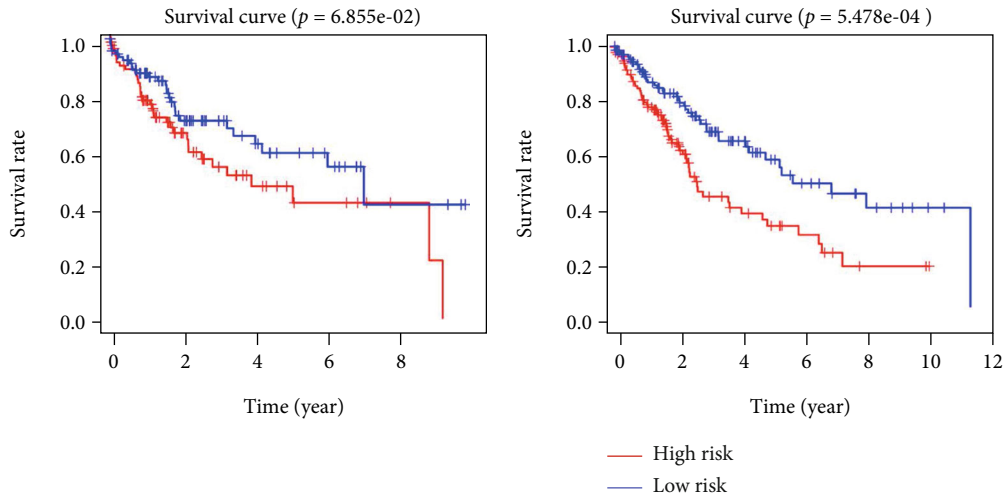 Survival curve (p = 6.855e-02)
1.0
0.8
0.6
0.4
0.2
0.0
Survival rate
0 2 4 6 8
Time (year)
Survival curve (p = 5.478e-04 )
1.0
0.8
0.6
0.4
0.2
0.0
Survival rate
0 2 4 6 8 10 12
Time (year)
High risk
Low risk